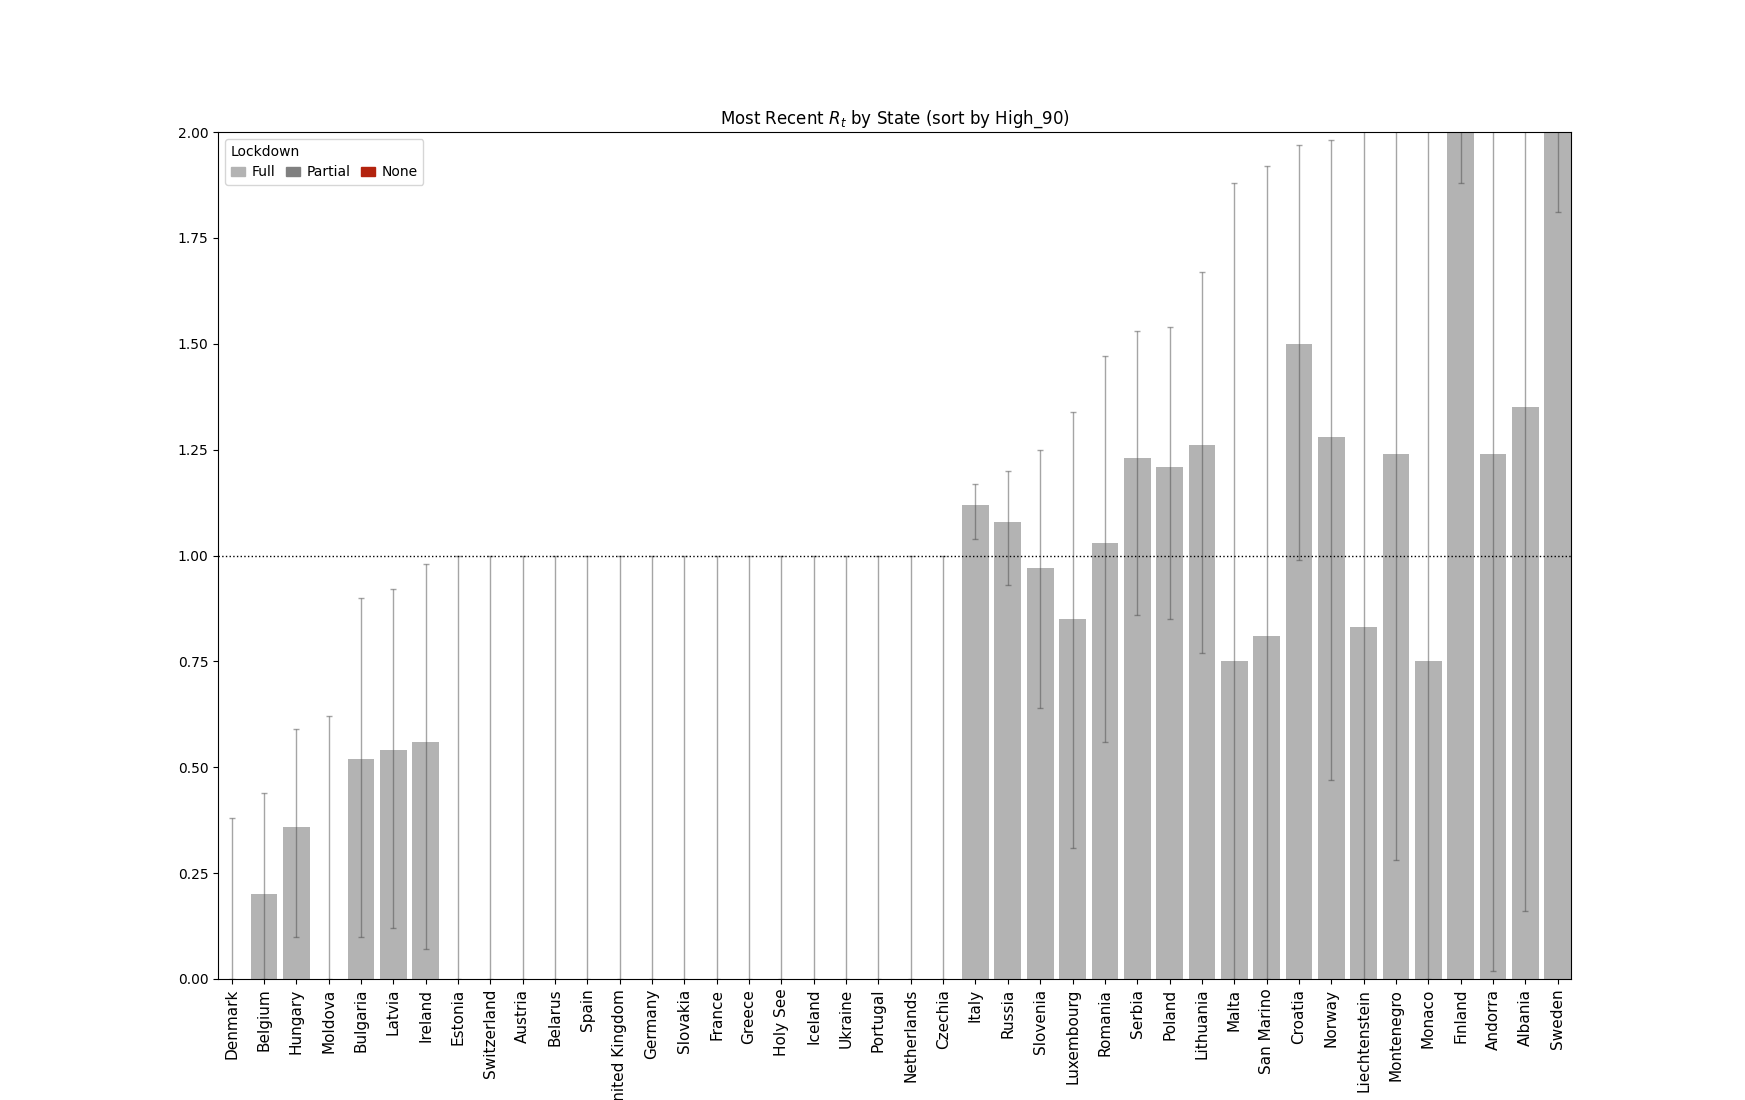 Most Recent R_t by State (sort by High_90)
Lockdown
Full Partial None
2.00
1.75
1.50
1.25
1.00
0.75
0.50
0.25
0.00
Denmark
Belgium
Hungary
Moldova
Bulgaria
Latvia
Ireland
Estonia
Switzerland
Austria
Belarus
Spain
nited Kingdom
Germany
Slovakia
France
Greece
Holy See
Iceland
Ukraine
Portugal
Netherlands
Czechia
Italy
Russia
Slovenia
Luxembourg
Romania
Serbia
Poland
Lithuania
Malta
San Marino
Croatia
Norway
Liechtenstein
Montenegro
Monaco
Finland
Andorra
Albania
Sweden